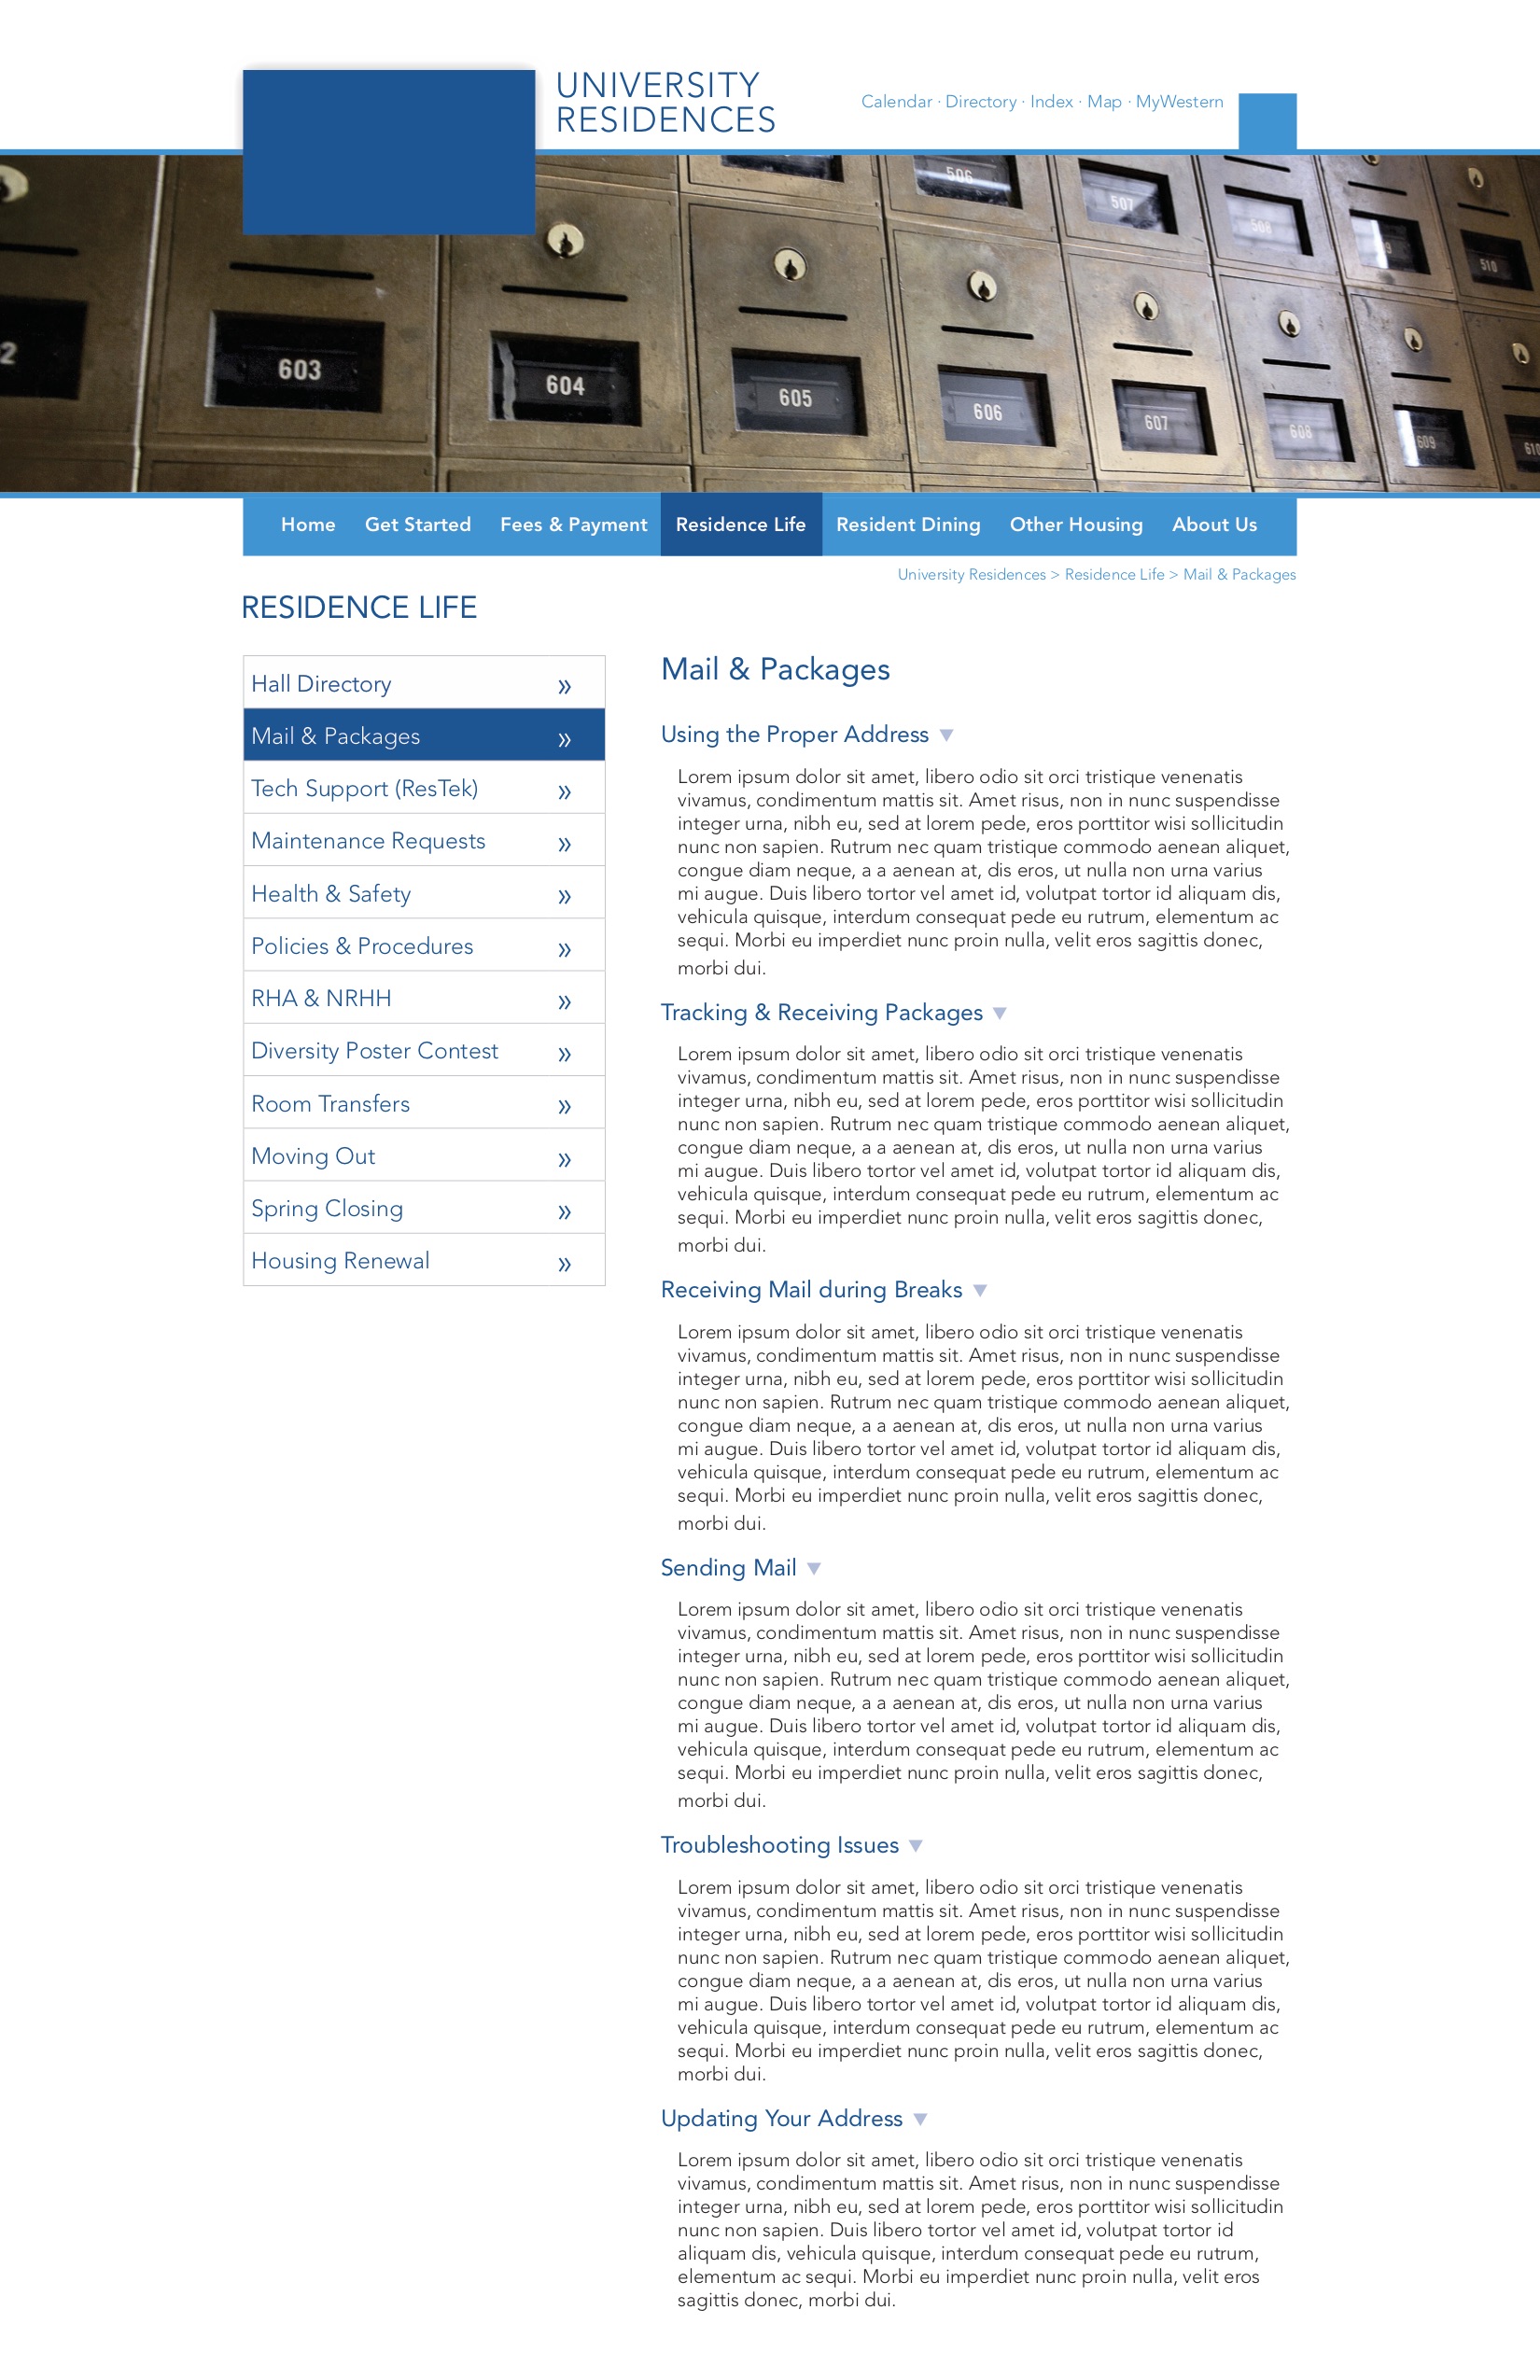 UNIVERSITY
RESIDENCES
Calendar · Directory · Index · Map · MyWestern
506
507
508
510
603
604
605
606
607
608
609
Home Get Started Fees & Payment Residence Life Resident Dining Other Housing About Us
University Residences > Residence Life > Mail & Packages
RESIDENCE LIFE
Hall Directory »
Mail & Packages »
Tech Support (ResTek) »
Maintenance Requests »
Health & Safety »
Policies & Procedures »
RHA & NRHH »
Diversity Poster Contest »
Room Transfers »
Moving Out »
Spring Closing »
Housing Renewal »
Mail & Packages
Using the Proper Address ▼
Lorem ipsum dolor sit amet, libero odio sit orci tristique venenatis
vivamus, condimentum mattis sit. Amet risus, non in nunc suspendisse
integer urna, nibh eu, sed at lorem pede, eros porttitor wisi sollicitudin
nunc non sapien. Rutrum nec quam tristique commodo aenean aliquet,
congue diam neque, a a aenean at, dis eros, ut nulla non urna varius
mi augue. Duis libero tortor vel amet id, volutpat tortor id aliquam dis,
vehicula quisque, interdum consequat pede eu rutrum, elementum ac
sequi. Morbi eu imperdiet nunc proin nulla, velit eros sagittis donec,
morbi dui.
Tracking & Receiving Packages ▼
Lorem ipsum dolor sit amet, libero odio sit orci tristique venenatis
vivamus, condimentum mattis sit. Amet risus, non in nunc suspendisse
integer urna, nibh eu, sed at lorem pede, eros porttitor wisi sollicitudin
nunc non sapien. Rutrum nec quam tristique commodo aenean aliquet,
congue diam neque, a a aenean at, dis eros, ut nulla non urna varius
mi augue. Duis libero tortor vel amet id, volutpat tortor id aliquam dis,
vehicula quisque, interdum consequat pede eu rutrum, elementum ac
sequi. Morbi eu imperdiet nunc proin nulla, velit eros sagittis donec,
morbi dui.
Receiving Mail during Breaks ▼
Lorem ipsum dolor sit amet, libero odio sit orci tristique venenatis
vivamus, condimentum mattis sit. Amet risus, non in nunc suspendisse
integer urna, nibh eu, sed at lorem pede, eros porttitor wisi sollicitudin
nunc non sapien. Rutrum nec quam tristique commodo aenean aliquet,
congue diam neque, a a aenean at, dis eros, ut nulla non urna varius
mi augue. Duis libero tortor vel amet id, volutpat tortor id aliquam dis,
vehicula quisque, interdum consequat pede eu rutrum, elementum ac
sequi. Morbi eu imperdiet nunc proin nulla, velit eros sagittis donec,
morbi dui.
Sending Mail ▼
Lorem ipsum dolor sit amet, libero odio sit orci tristique venenatis
vivamus, condimentum mattis sit. Amet risus, non in nunc suspendisse
integer urna, nibh eu, sed at lorem pede, eros porttitor wisi sollicitudin
nunc non sapien. Rutrum nec quam tristique commodo aenean aliquet,
congue diam neque, a a aenean at, dis eros, ut nulla non urna varius
mi augue. Duis libero tortor vel amet id, volutpat tortor id aliquam dis,
vehicula quisque, interdum consequat pede eu rutrum, elementum ac
sequi. Morbi eu imperdiet nunc proin nulla, velit eros sagittis donec,
morbi dui.
Troubleshooting Issues ▼
Lorem ipsum dolor sit amet, libero odio sit orci tristique venenatis
vivamus, condimentum mattis sit. Amet risus, non in nunc suspendisse
integer urna, nibh eu, sed at lorem pede, eros porttitor wisi sollicitudin
nunc non sapien. Rutrum nec quam tristique commodo aenean aliquet,
congue diam neque, a a aenean at, dis eros, ut nulla non urna varius
mi augue. Duis libero tortor vel amet id, volutpat tortor id aliquam dis,
vehicula quisque, interdum consequat pede eu rutrum, elementum ac
sequi. Morbi eu imperdiet nunc proin nulla, velit eros sagittis donec,
morbi dui.
Updating Your Address ▼
Lorem ipsum dolor sit amet, libero odio sit orci tristique venenatis
vivamus, condimentum mattis sit. Amet risus, non in nunc suspendisse
integer urna, nibh eu, sed at lorem pede, eros porttitor wisi sollicitudin
nunc non sapien. Duis libero tortor vel amet id, volutpat tortor id
aliquam dis, vehicula quisque, interdum consequat pede eu rutrum,
elementum ac sequi. Morbi eu imperdiet nunc proin nulla, velit eros
sagittis donec, morbi dui.